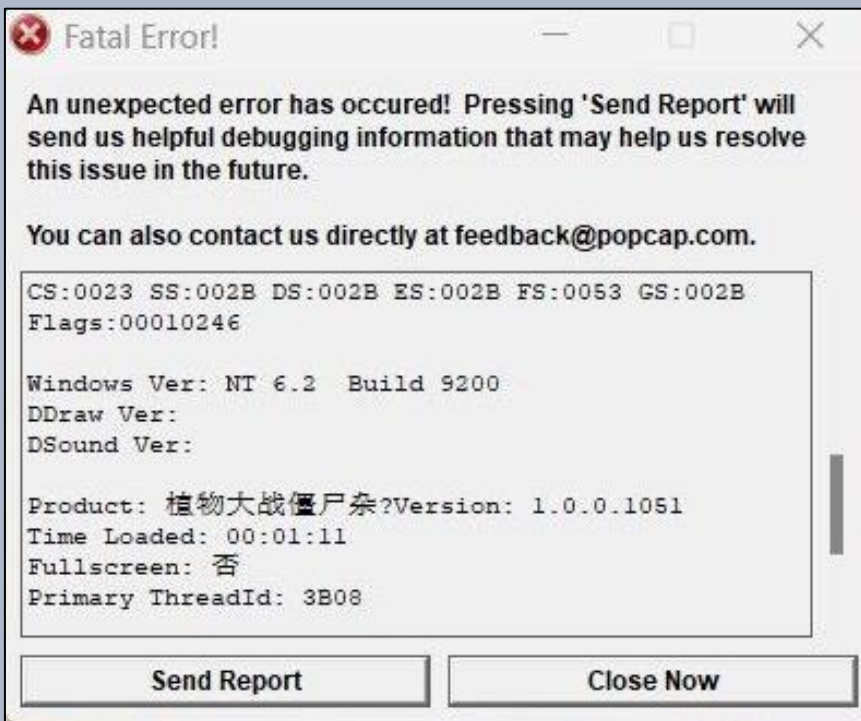 Fatal Error!
An unexpected error has occured! Pressing 'Send Report' will
send us helpful debugging information that may help us resolve
this issue in the future.
You can also contact us directly at feedback@popcap.com.
CS:0023 SS:002B DS:002B ES:002B FS:0053 GS:002B
Flags:00010246
Windows Ver: NT 6.2  Build 9200
DDraw Ver:
DSound Ver:
Product: 植物大战僵尸杂?Version: 1.0.0.1051
Time Loaded: 00:01:11
Fullscreen: 否
Primary ThreadId: 3B08
Send Report
Close Now